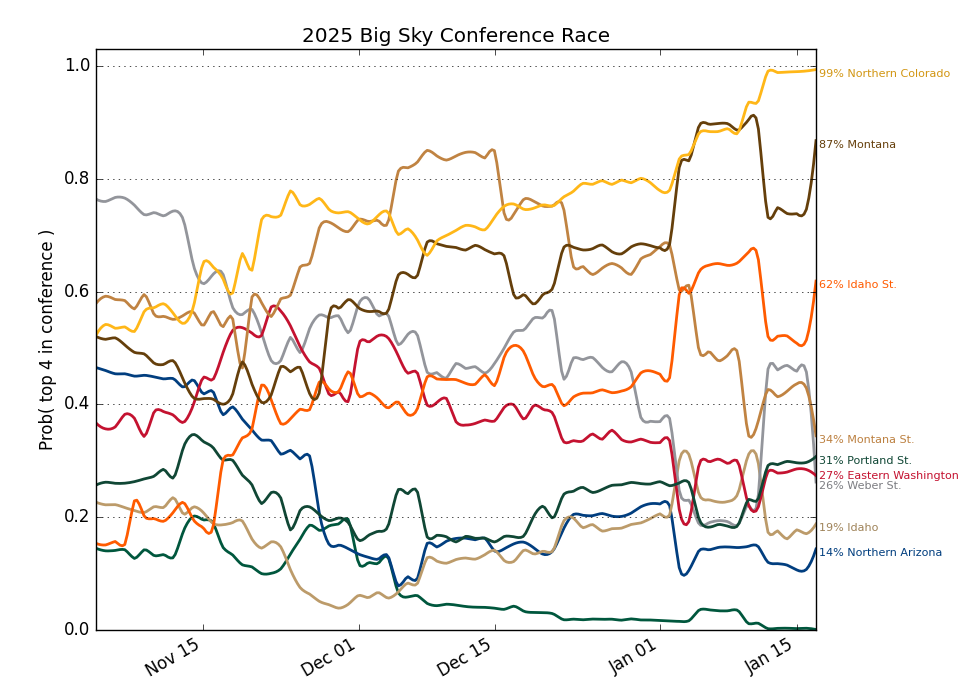 2025 Big Sky Conference Race
Prob( top 4 in conference )
1.0
0.8
0.6
0.4
0.2
0.0
Nov 15
Dec 01
Dec 15
Jan 01
Jan 15
99% Northern Colorado
87% Montana
62% Idaho St.
34% Montana St.
31% Portland St.
27% Eastern Washington
26% Weber St.
19% Idaho
14% Northern Arizona